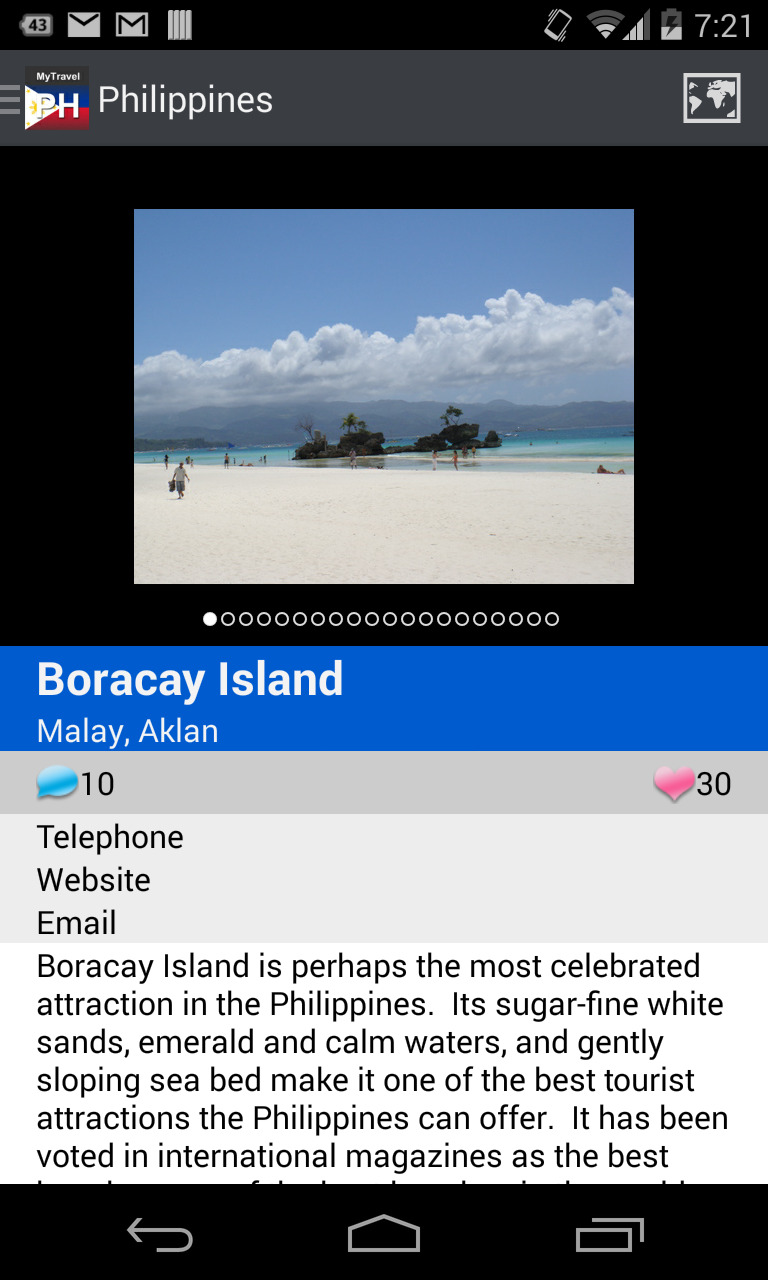 43
7:21
MyTravel
PH
Philippines
Boracay Island
Malay, Aklan
10
30
Telephone
Website
Email
Boracay Island is perhaps the most celebrated
attraction in the Philippines.  Its sugar-fine white
sands, emerald and calm waters, and gently
sloping sea bed make it one of the best tourist
attractions the Philippines can offer.  It has been
voted in international magazines as the best